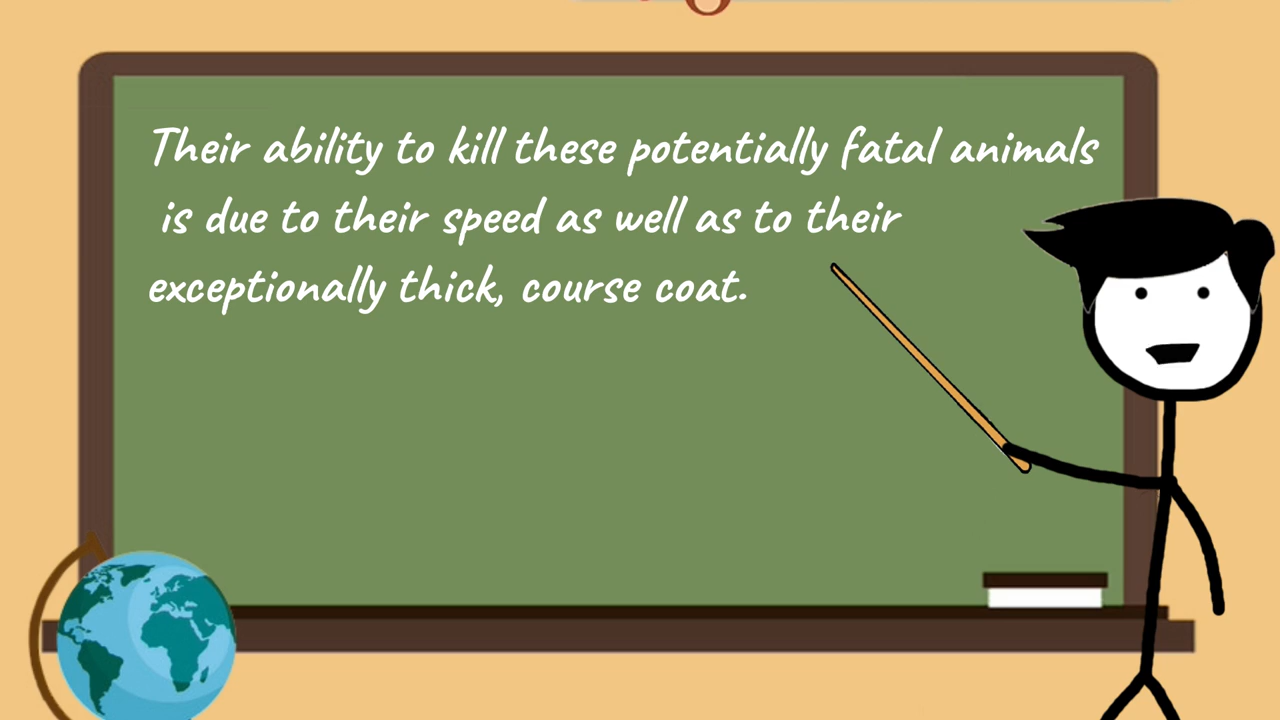 Their ability to kill these potentially fatal animals
is due to their speed as well as to their
exceptionally thick, course coat.